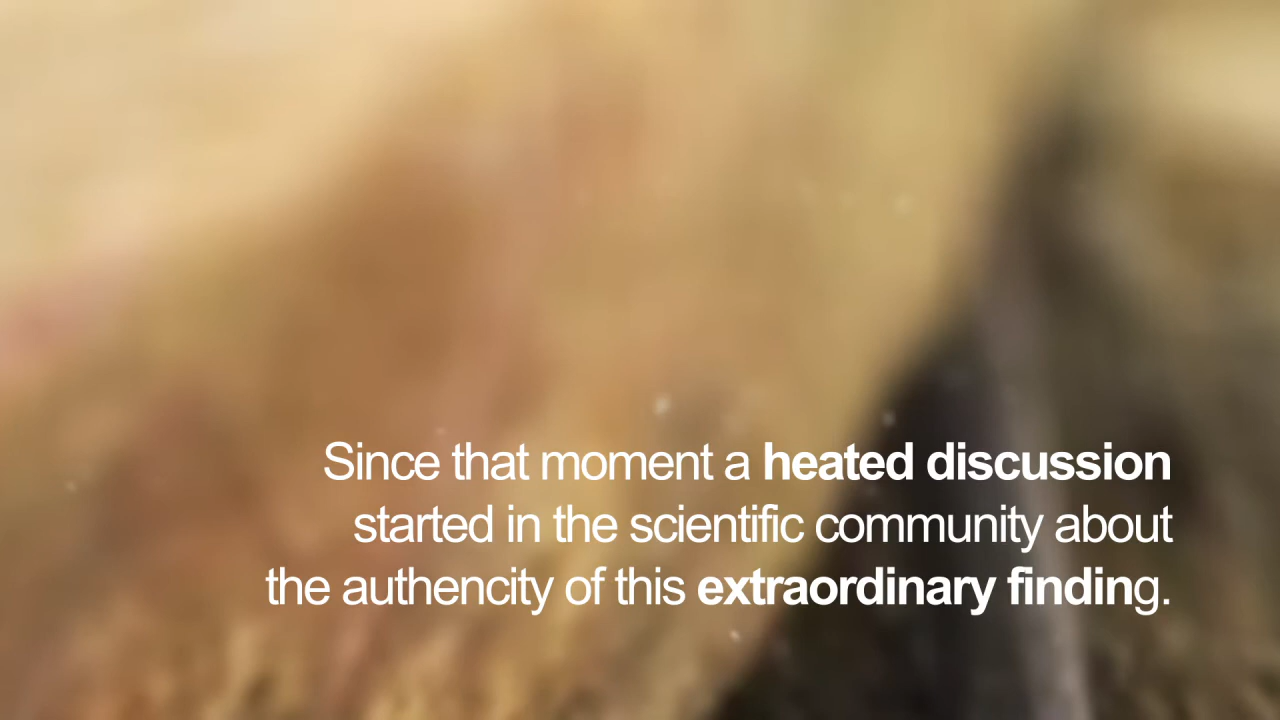 Since that moment a heated discussion
started in the scientific community about
the authencity of this extraordinary finding.